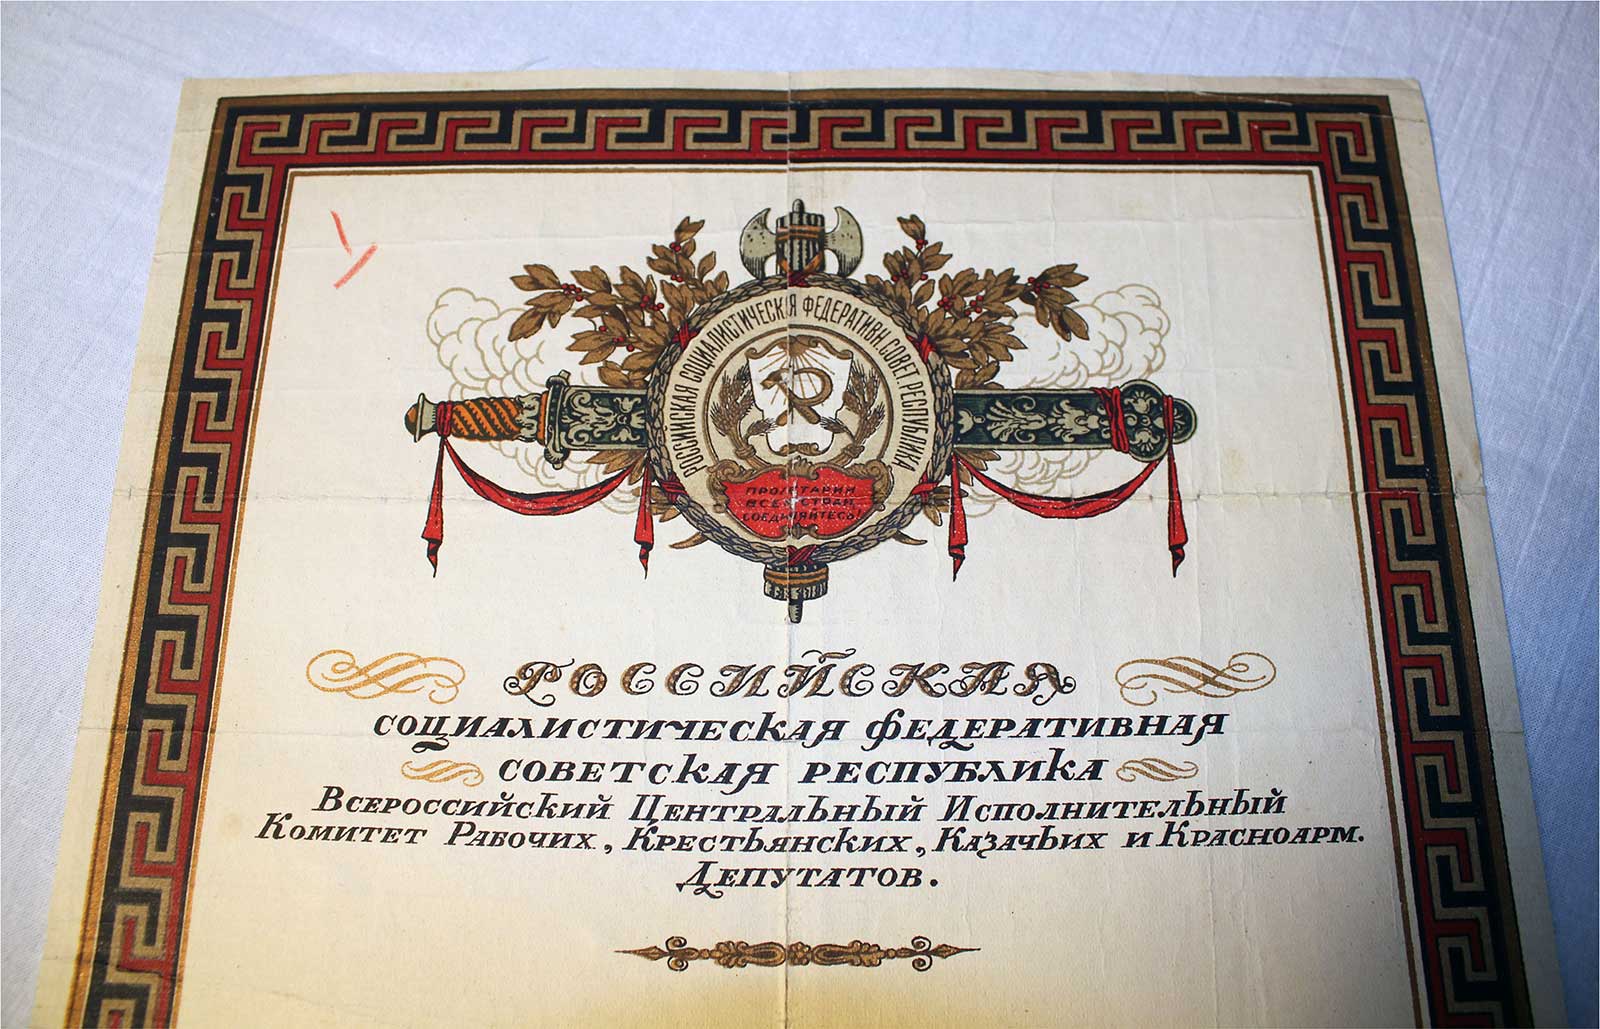 РОССИЙСКАЯ СОЦИАЛИСТИЧЕСКАЯ ФЕДЕРАТИВН. СОВЕТ. РЕСПУБЛИКА
ПРОЛЕТАРИИ
ВСЕХ СТРАН,
СОЕДИНЯЙТЕСЬ!
РОССИЙСКАЯ
СОЦИАЛИСТИЧЕСКАЯ ФЕДЕРАТИВНАЯ
СОВЕТСКАЯ РЕСПУБЛИКА
Всероссийский Центральный Исполнительный
Комитет Рабочих, Крестьянских, Казачьих и Красноарм.
Депутатов.